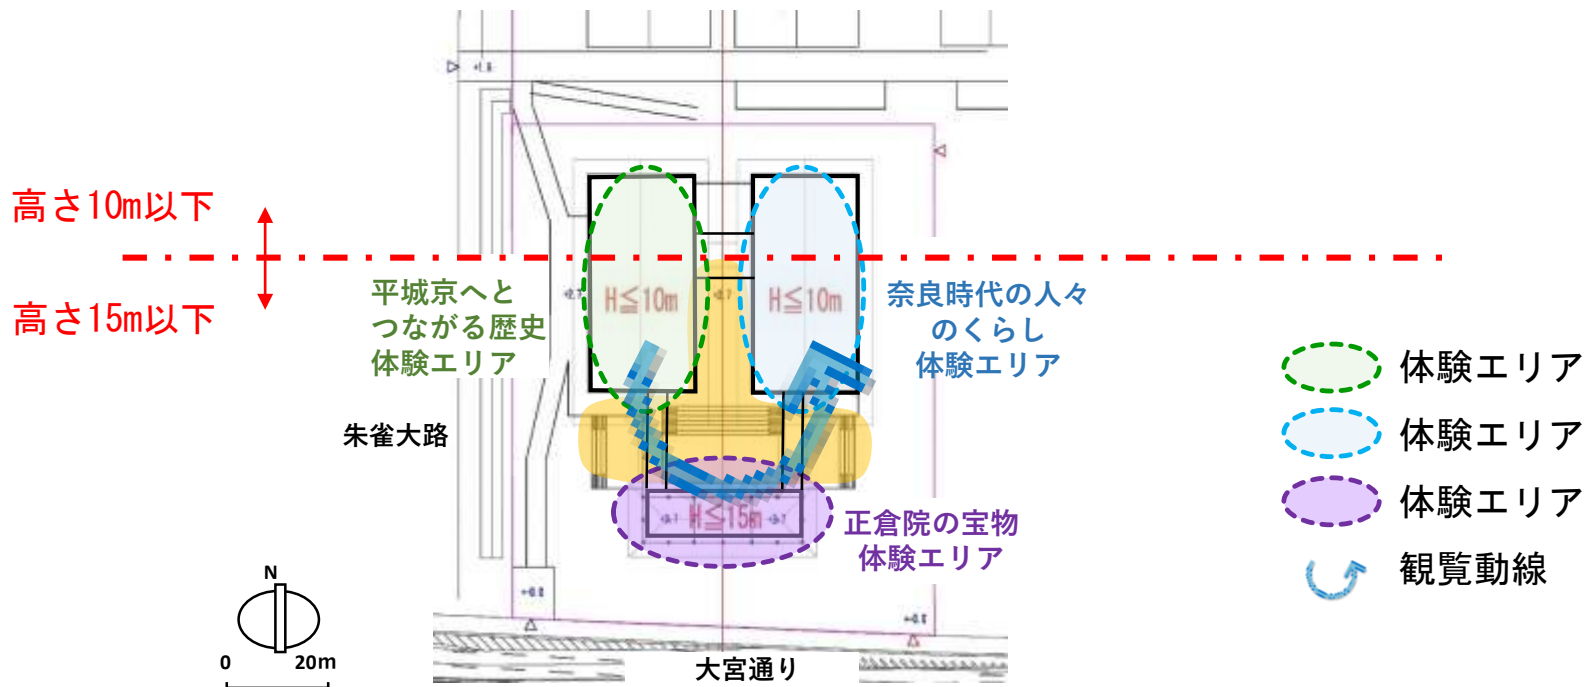 高さ10m以下
高さ15m以下
平城京へと
つながる歴史
体験エリア
H≦10m
H≦10m
奈良時代の人々
のくらし
体験エリア
朱雀大路
H≦15m
正倉院の宝物
体験エリア
体験エリア
体験エリア
体験エリア
観覧動線
N
0 20m
大宮通り